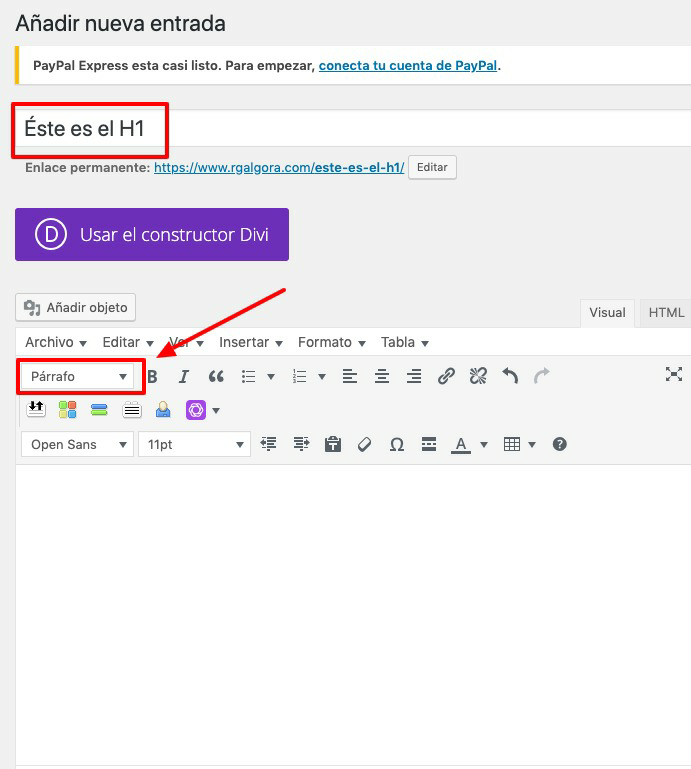 Añadir nueva entrada
PayPal Express esta casi listo. Para empezar, conecta tu cuenta de PayPal.
Éste es el H1
Enlace permanente: https://www.rgalgora.com/este-es-el-h1/ Editar
D Usar el constructor Divi
Añadir objeto
Visual HTML
Archivo Editar Ver Insertar Formato Tabla
Párrafo B I
Open Sans 11pt A